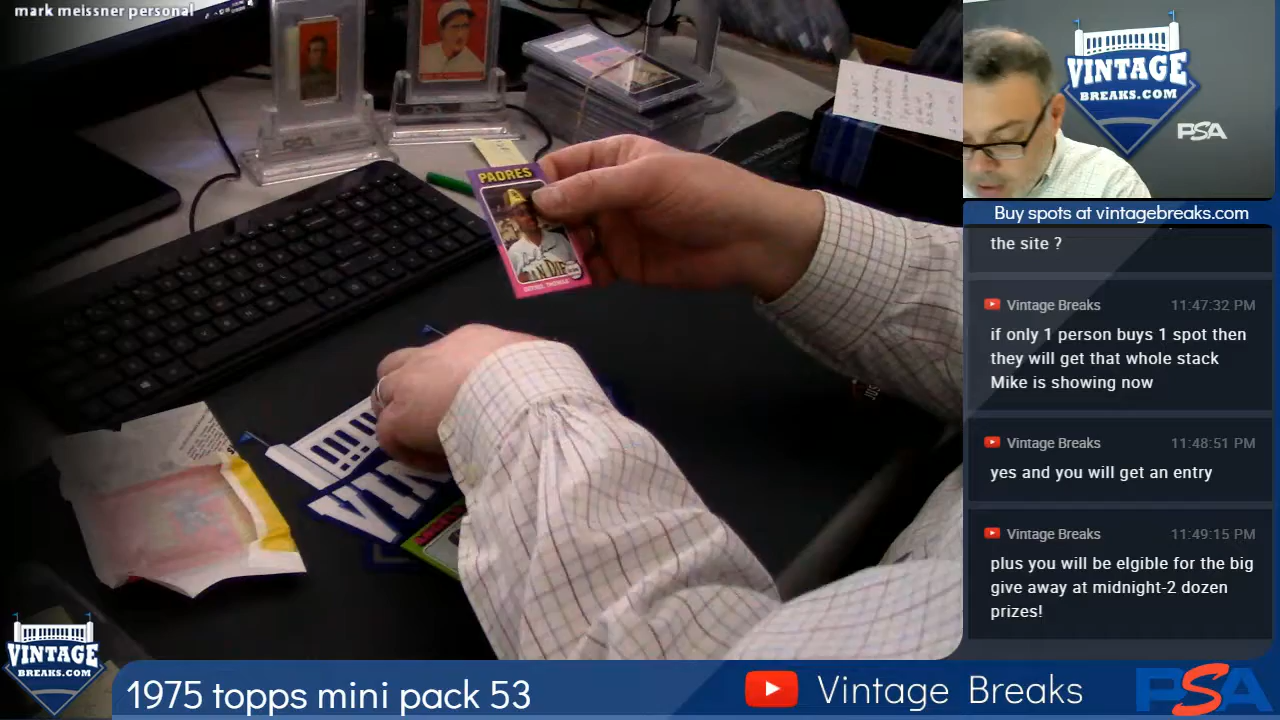 mark meissner personal
PADRES
VINTAGE
BREAKS.COM
PSA
Buy spots at vintagebreaks.com
the site ?
Vintage Breaks 11:47:32 PM
if only 1 person buys 1 spot then
they will get that whole stack
Mike is showing now
Vintage Breaks 11:48:51 PM
yes and you will get an entry
Vintage Breaks 11:49:15 PM
plus you will be elgible for the big
give away at midnight-2 dozen
prizes!
VIN
VINTAGE
BREAKS.COM
1975 topps mini pack 53
Vintage Breaks
PSA